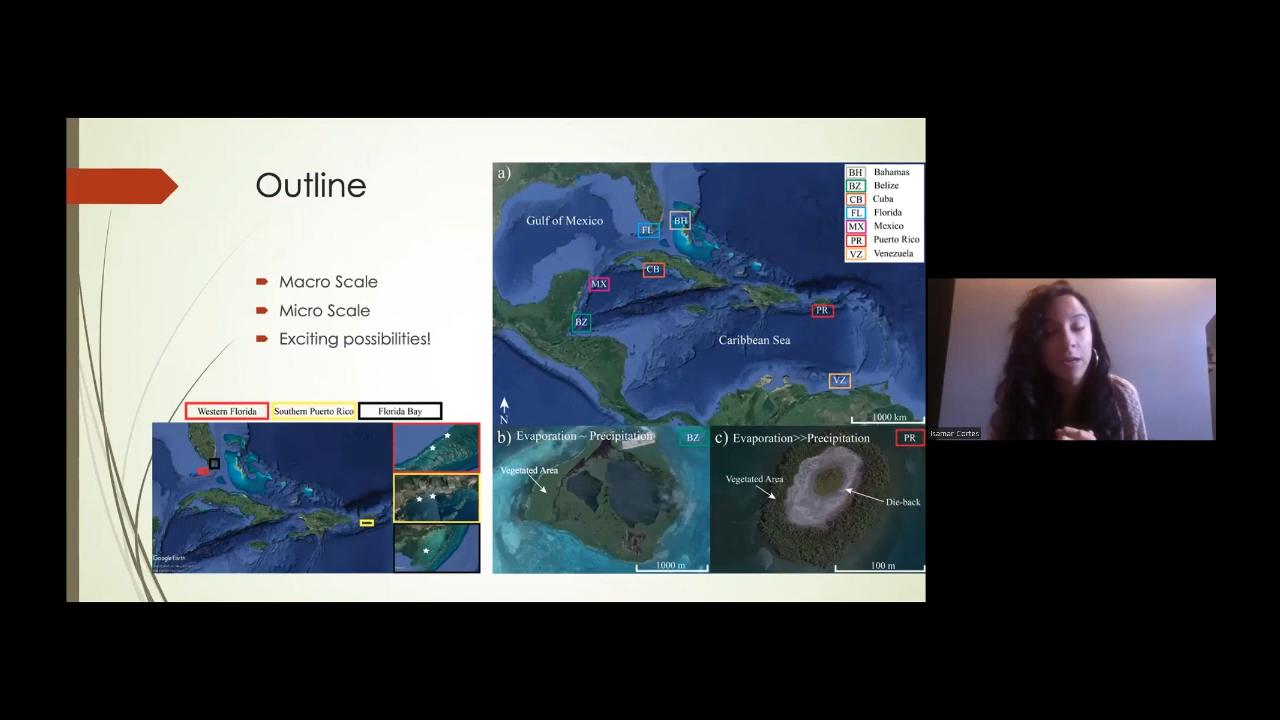 Outline
Macro Scale
Micro Scale
Exciting possibilities!
Western Florida
Southern Puerto Rico
Florida Bay
Google Earth
a)
Gulf of Mexico
FL
BH
CB
MX
BZ
PR
Caribbean Sea
VZ
N
1000 km
BH Bahamas
BZ Belize
CB Cuba
FL Florida
MX Mexico
PR Puerto Rico
VZ Venezuela
b) Evaporation ~ Precipitation BZ
Vegetated Area
1000 m
c) Evaporation>>Precipitation PR
Vegetated Area
Die-back
100 m
Isamar Cortes